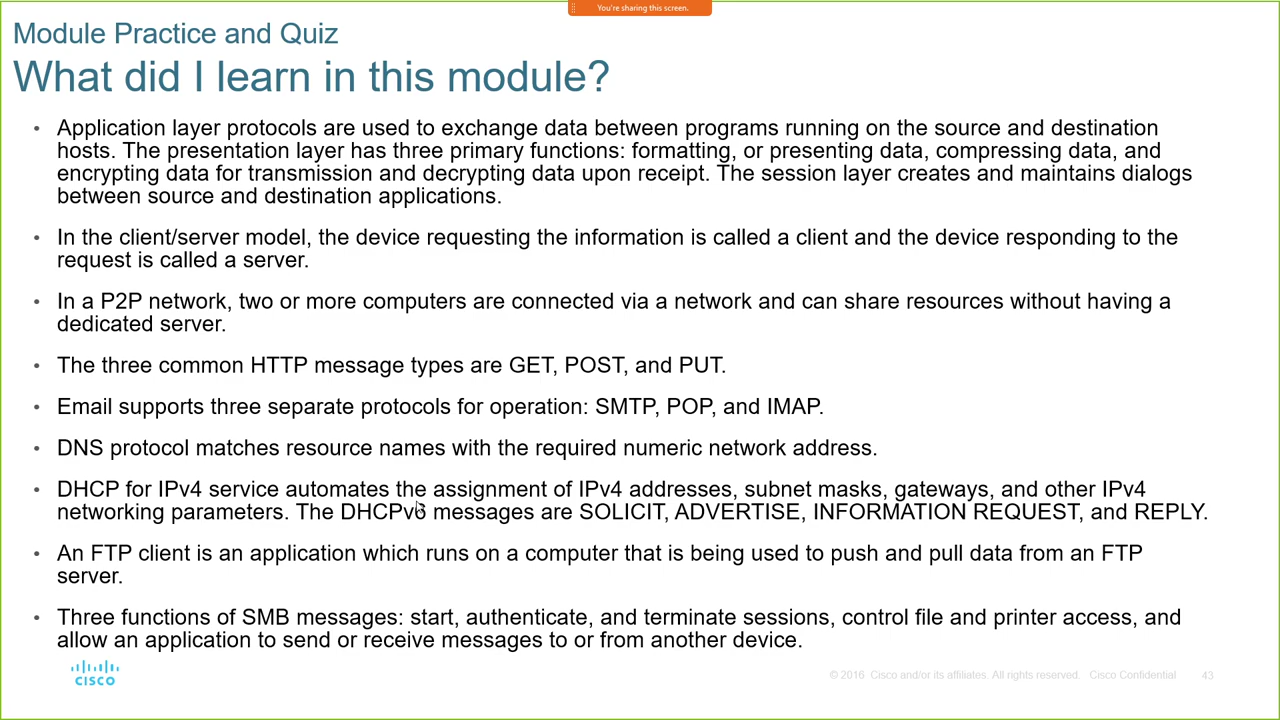 You're sharing this screen.
Module Practice and Quiz
What did I learn in this module?
• Application layer protocols are used to exchange data between programs running on the source and destination
hosts. The presentation layer has three primary functions: formatting, or presenting data, compressing data, and
encrypting data for transmission and decrypting data upon receipt. The session layer creates and maintains dialogs
between source and destination applications.
• In the client/server model, the device requesting the information is called a client and the device responding to the
request is called a server.
• In a P2P network, two or more computers are connected via a network and can share resources without having a
dedicated server.
• The three common HTTP message types are GET, POST, and PUT.
• Email supports three separate protocols for operation: SMTP, POP, and IMAP.
• DNS protocol matches resource names with the required numeric network address.
• DHCP for IPv4 service automates the assignment of IPv4 addresses, subnet masks, gateways, and other IPv4
networking parameters. The DHCPv6 messages are SOLICIT, ADVERTISE, INFORMATION REQUEST, and REPLY.
• An FTP client is an application which runs on a computer that is being used to push and pull data from an FTP
server.
• Three functions of SMB messages: start, authenticate, and terminate sessions, control file and printer access, and
allow an application to send or receive messages to or from another device.
CISCO
© 2016 Cisco and/or its affiliates. All rights reserved. Cisco Confidential 43